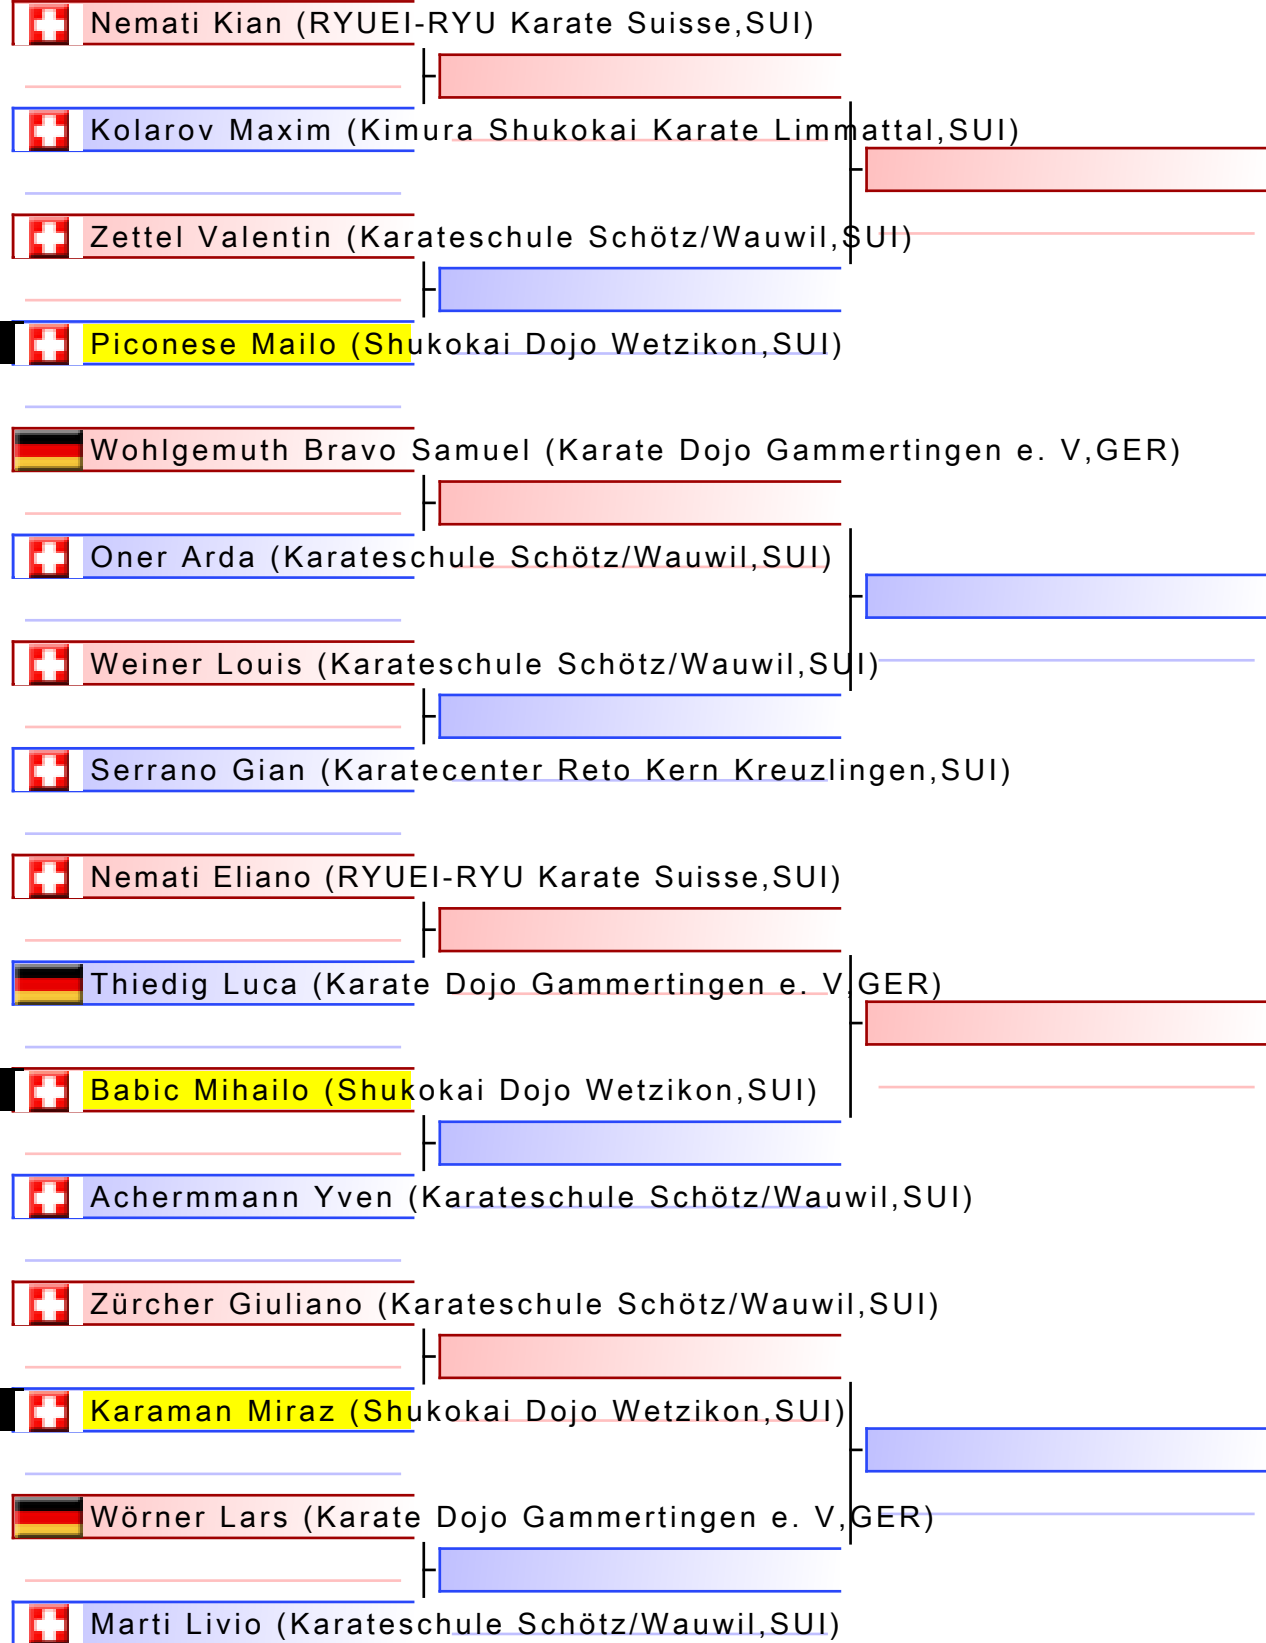 Nemati Kian (RYUEI-RYU Karate Suisse,SUI)
Kolarov Maxim (Kimura Shukokai Karate Limmattal,SUI)
Zettel Valentin (Karateschule Schötz/Wauwil,SUI)
Piconese Mailo (Shukokai Dojo Wetzikon,SUI)
Wohlgemuth Bravo Samuel (Karate Dojo Gammertingen e. V,GER)
Oner Arda (Karateschule Schötz/Wauwil,SUI)
Weiner Louis (Karateschule Schötz/Wauwil,SUI)
Serrano Gian (Karatecenter Reto Kern Kreuzlingen,SUI)
Nemati Eliano (RYUEI-RYU Karate Suisse,SUI)
Thiedig Luca (Karate Dojo Gammertingen e. V,GER)
Babic Mihailo (Shukokai Dojo Wetzikon,SUI)
Achermmann Yven (Karateschule Schötz/Wauwil,SUI)
Zürcher Giuliano (Karateschule Schötz/Wauwil,SUI)
Karaman Miraz (Shukokai Dojo Wetzikon,SUI)
Wörner Lars (Karate Dojo Gammertingen e. V,GER)
Marti Livio (Karateschule Schötz/Wauwil,SUI)